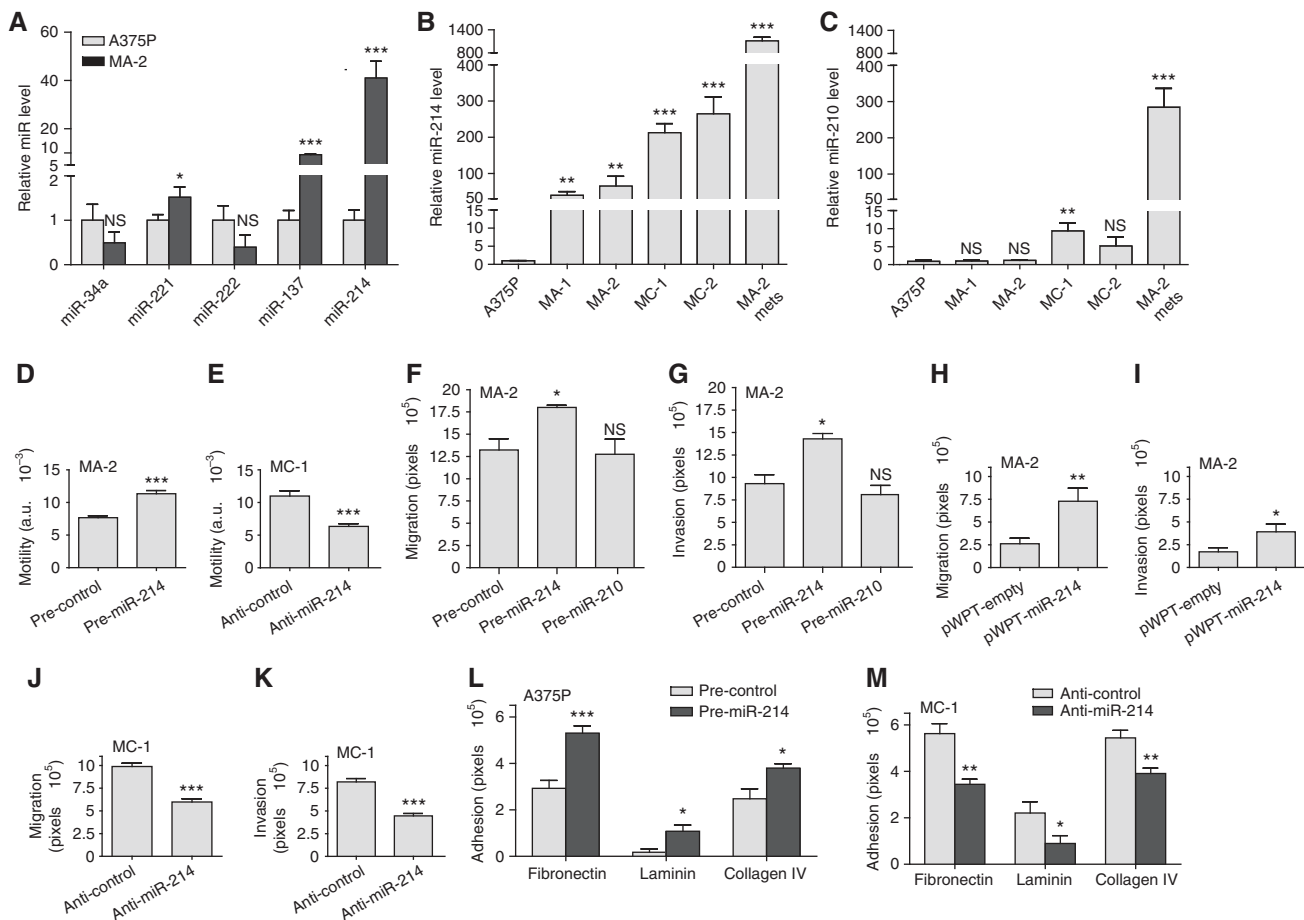 A
Relative miR level
60
40
20
10
5
2
1
0
A375P
MA-2
NS
*
NS
***
***
miR-34a
miR-221
miR-222
miR-137
miR-214
B
Relative miR-214 level
1400
800
400
300
200
100
50
15
10
5
0
**
**
***
***
***
A375P
MA-1
MA-2
MC-1
MC-2
MA-2
mets
C
Relative miR-210 level
1400
800
400
300
200
100
50
15
10
5
0
NS
NS
**
NS
***
A375P
MA-1
MA-2
MC-1
MC-2
MA-2
mets
D
Motility (a.u. 10−3)
15
10
5
0
MA-2
***
Pre-control
Pre-miR-214
E
Motility (a.u. 10−3)
15
10
5
0
MC-1
***
Anti-control
Anti-miR-214
F
Migration (pixels 105)
20
17.5
15
12.5
10
7.5
5
2.5
0
MA-2
*
NS
Pre-control
Pre-miR-214
Pre-miR-210
G
Invasion (pixels 105)
20
17.5
15
12.5
10
7.5
5
2.5
0
MA-2
*
NS
Pre-control
Pre-miR-214
Pre-miR-210
H
Migration (pixels 105)
10
7.5
5
2.5
0
MA-2
**
pWPT-empty
pWPT-miR-214
I
Invasion (pixels 105)
10
7.5
5
2.5
0
MA-2
*
pWPT-empty
pWPT-miR-214
J
Migration
(pixels 105)
10
7.5
5
2.5
0
MC-1
***
Anti-control
Anti-miR-214
K
Invasion
(pixels 105)
10
7.5
5
2.5
0
MC-1
***
Anti-control
Anti-miR-214
L
Adhesion (pixels 105)
6
4
2
0
A375P
Pre-control
Pre-miR-214
***
*
*
Fibronectin
Laminin
Collagen IV
M
Adhesion (pixels 105)
6
4
2
0
MC-1
Anti-control
Anti-miR-214
**
*
**
Fibronectin
Laminin
Collagen IV